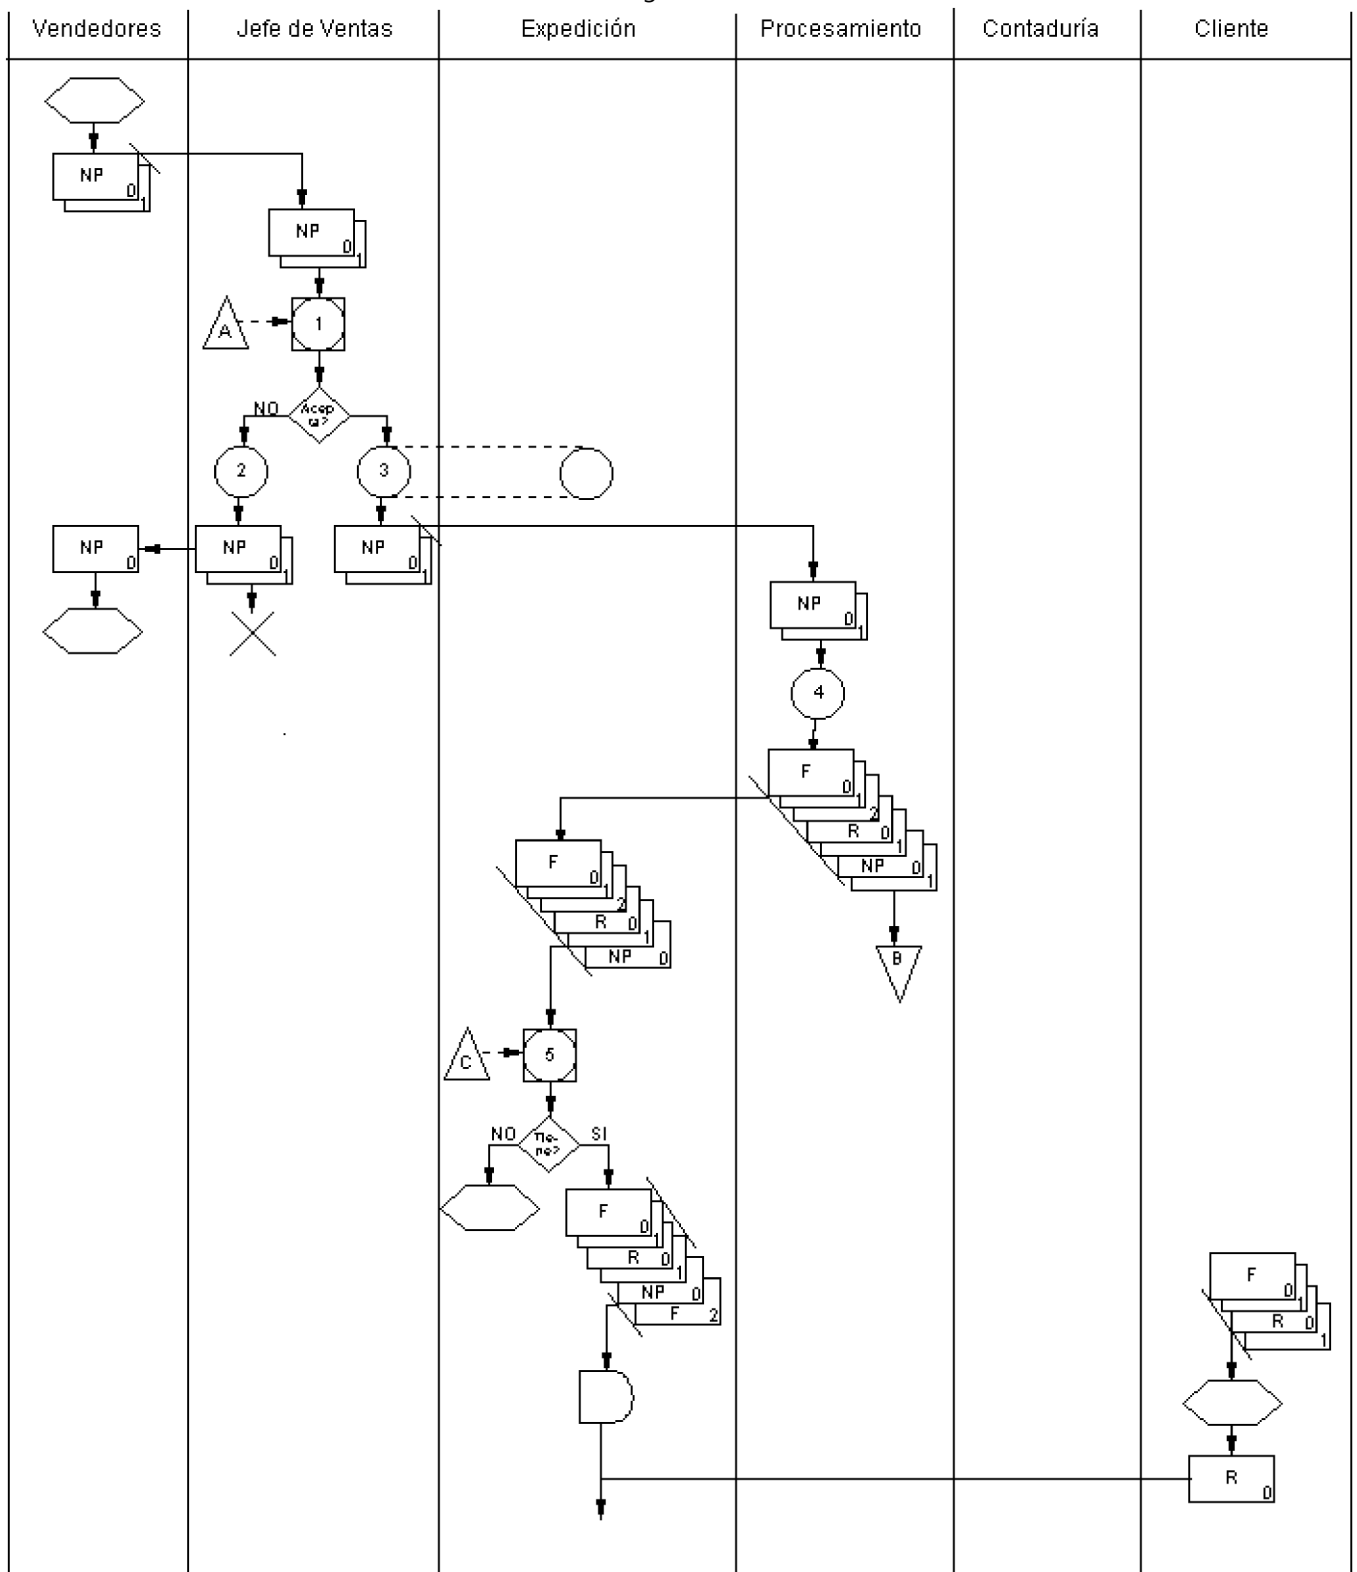 Vendedores Jefe de Ventas Expedición Procesamiento Contaduría Cliente
NP 0 1
NP 0 1
A 1
NO Acep
ta?
2 3
NP 0 NP 0 1 NP 0 1
NP 0 1
4
F 0 1 2
R 0 1
NP 0 1
F 0 1 2
R 0 1
NP 0
B
C 5
NO Tie-
ne? SI
F 0 1
R 0 1
NP 0
F 2
F 0 1
R 0 1
R 0